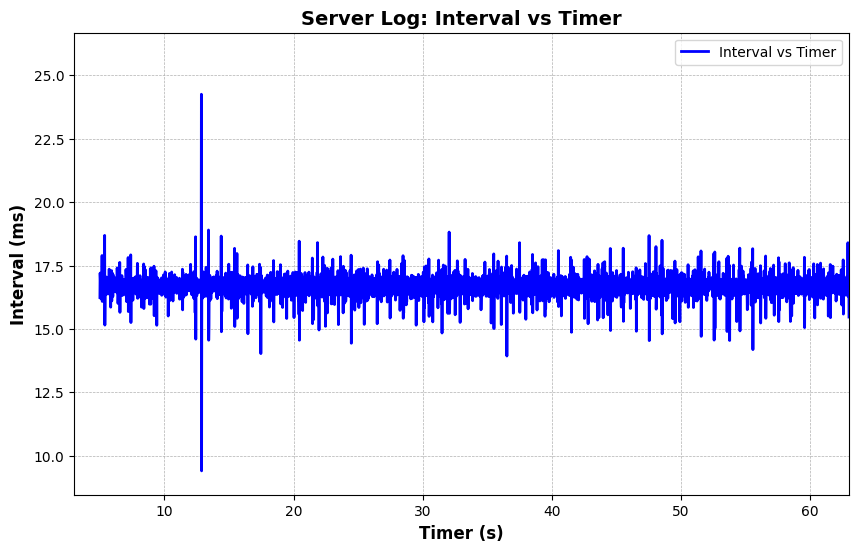 Server Log: Interval vs Timer
Interval vs Timer
25.0
22.5
20.0
17.5
15.0
12.5
10.0
Interval (ms)
10 20 30 40 50 60
Timer (s)